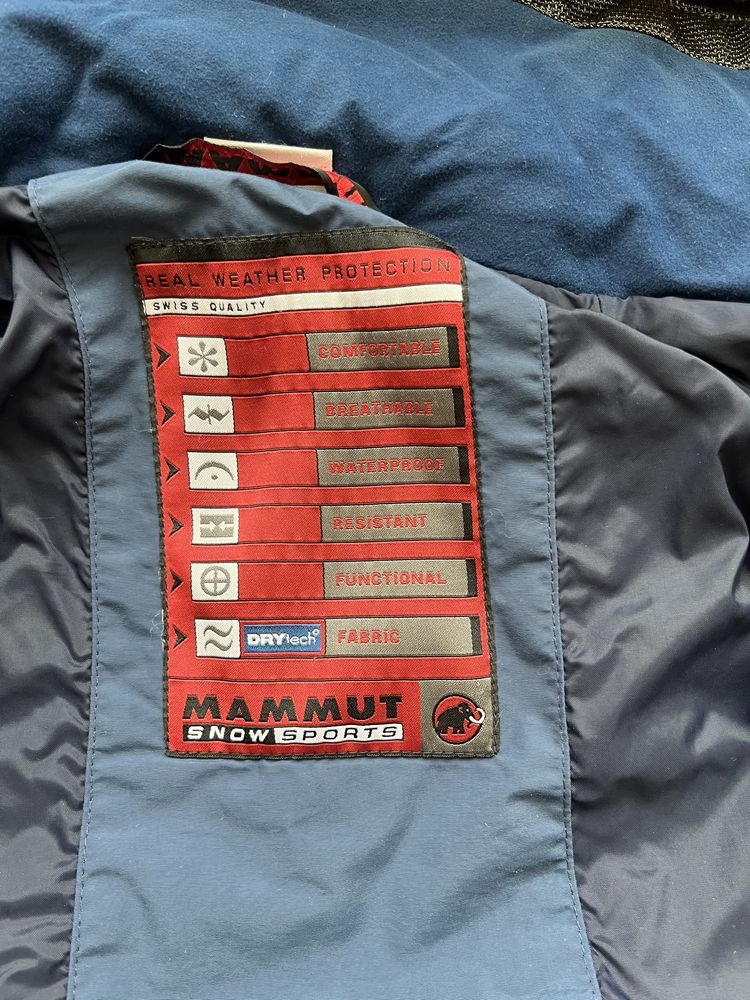 REAL WEATHER PROTECTION
SWISS QUALITY
COMFORTABLE
BREATHABLE
WATERPROOF
RESISTANT
FUNCTIONAL
DRYtech° FABRIC
MAMMUT
SNOW SPORTS